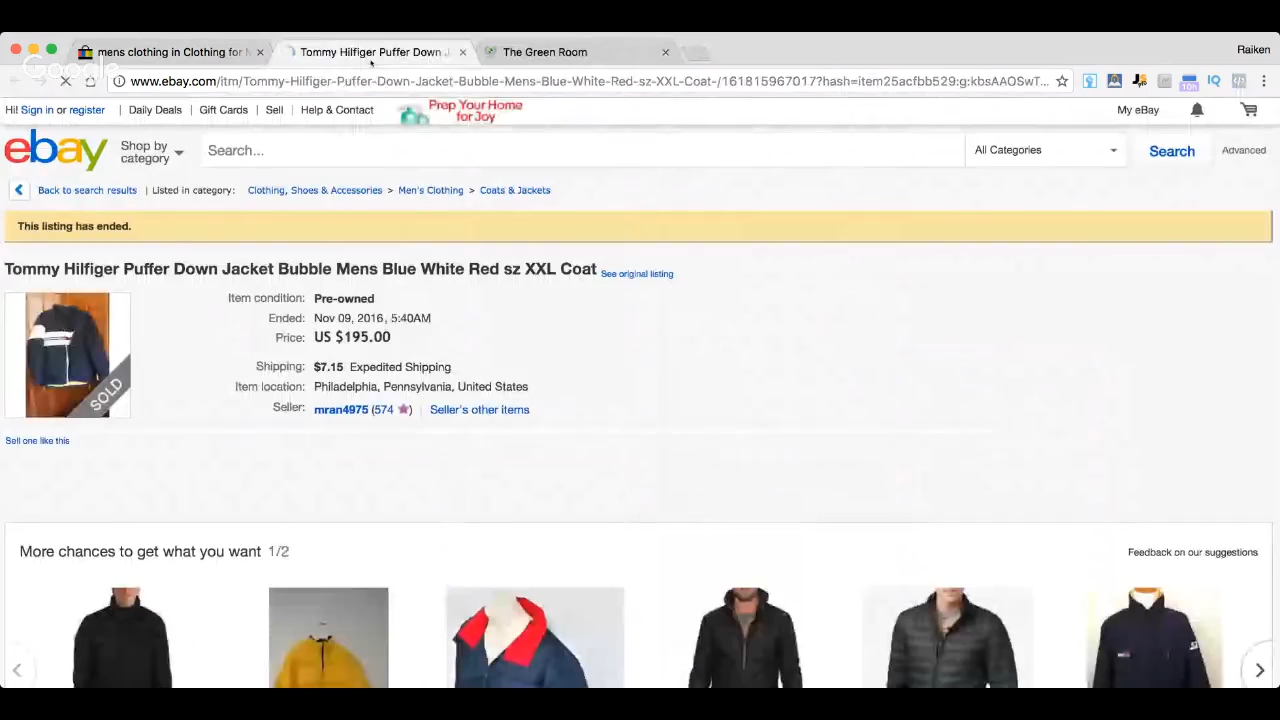 mens clothing in Clothing for M
Tommy Hilfiger Puffer Down J
The Green Room
Raiken
Google
www.ebay.com/itm/Tommy-Hilfiger-Puffer-Down-Jacket-Bubble-Mens-Blue-White-Red-sz-XXL-Coat-/161815967017?hash=item25acfbb529:g:kbsAAOSwT...
10h
Hi! Sign in or register | Daily Deals | Gift Cards | Sell | Help & Contact
Prep Your Home
for Joy
My eBay
ebay
Shop by
category
Search...
All Categories
Search
Advanced
Back to search results | Listed in category: Clothing, Shoes & Accessories > Men's Clothing > Coats & Jackets
This listing has ended.
Tommy Hilfiger Puffer Down Jacket Bubble Mens Blue White Red sz XXL Coat See original listing
SOLD
Item condition: Pre-owned
Ended: Nov 09, 2016, 5:40AM
Price: US $195.00
Shipping: $7.15 Expedited Shipping
Item location: Philadelphia, Pennsylvania, United States
Seller: mran4975 (574 ) | Seller's other items
Sell one like this
More chances to get what you want 1/2
Feedback on our suggestions